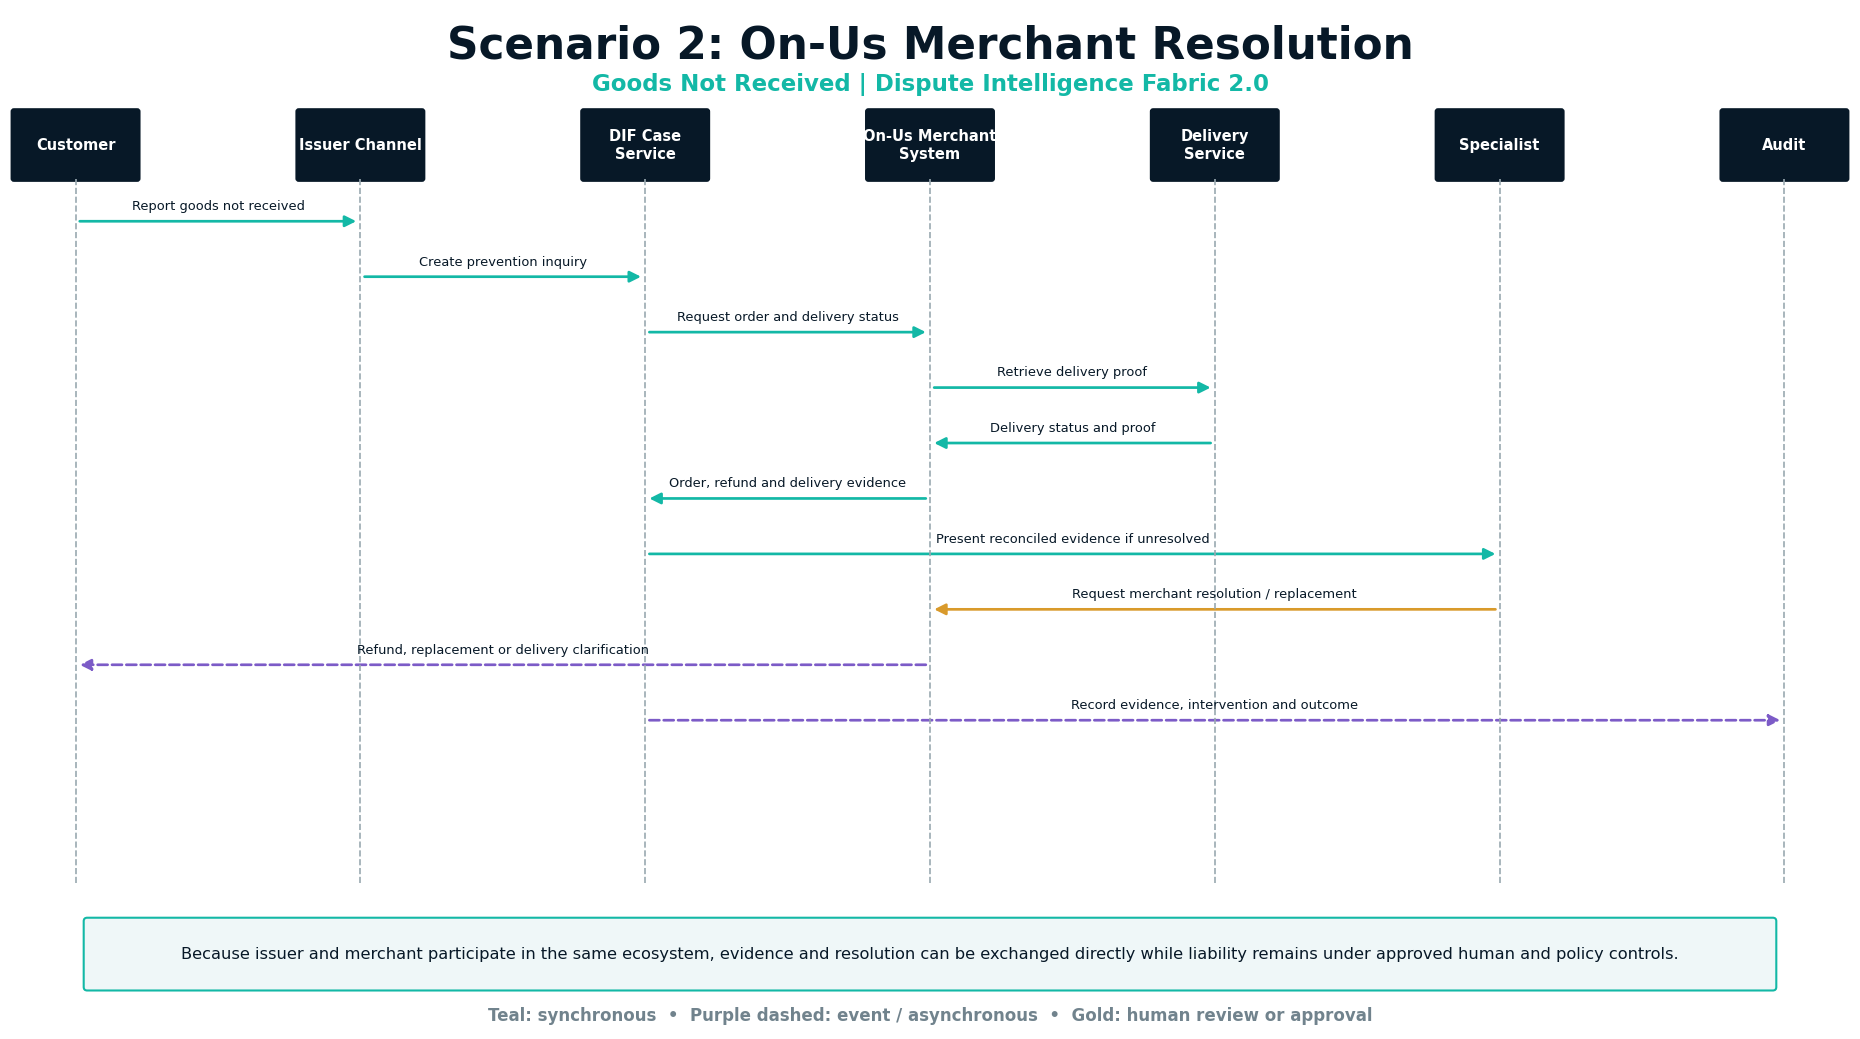 Scenario 2: On-Us Merchant Resolution
Goods Not Received | Dispute Intelligence Fabric 2.0
Customer
Issuer Channel
DIF Case
Service
On-Us Merchant
System
Delivery
Service
Specialist
Audit
Report goods not received
Create prevention inquiry
Request order and delivery status
Retrieve delivery proof
Delivery status and proof
Order, refund and delivery evidence
Present reconciled evidence if unresolved
Request merchant resolution / replacement
Refund, replacement or delivery clarification
Record evidence, intervention and outcome
Because issuer and merchant participate in the same ecosystem, evidence and resolution can be exchanged directly while liability remains under approved human and policy controls.
Teal: synchronous • Purple dashed: event / asynchronous • Gold: human review or approval